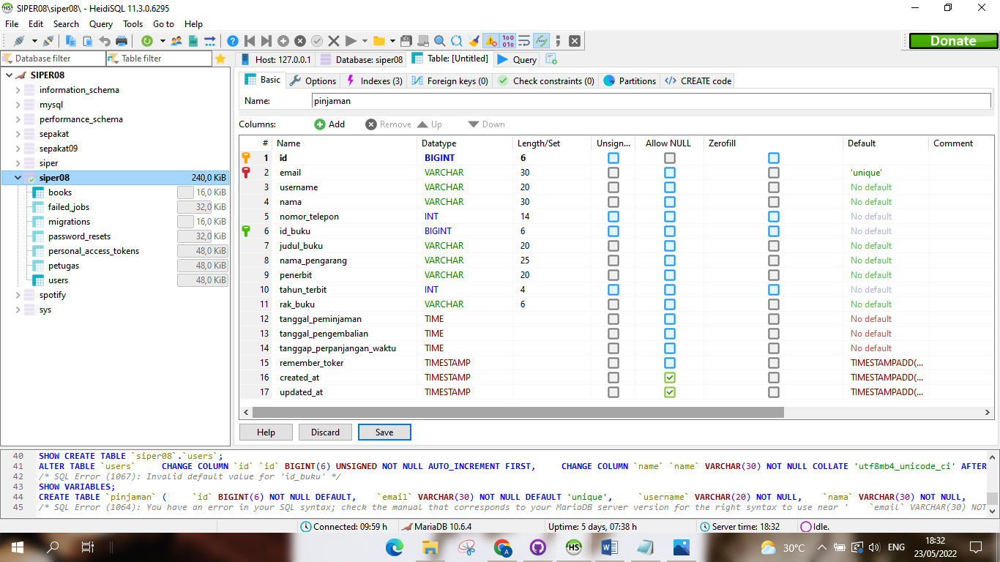 SIPER08\siper08\ - HeidiSQL 11.3.0.6295
File Edit Search Query Tools Go to Help
Donate
Database filter Table filter Host: 127.0.0.1 Database: siper08 Table: [Untitled] Query
SIPER08
information_schema
mysql
performance_schema
sepakat
sepakat09
siper
siper08 240,0 KiB
books 16,0 KiB
failed_jobs 32,0 KiB
migrations 16,0 KiB
password_resets 32,0 KiB
personal_access_tokens 48,0 KiB
petugas 48,0 KiB
users 48,0 KiB
spotify
sys
Basic Options Indexes (3) Foreign keys (0) Check constraints (0) Partitions CREATE code
Name: pinjaman
Columns: Add Remove Up Down
# Name Datatype Length/Set Unsign... Allow NULL Zerofill Default Comment
1 id BIGINT 6
2 email VARCHAR 30 'unique'
3 username VARCHAR 20 No default
4 nama VARCHAR 30 No default
5 nomor_telepon INT 14 No default
6 id_buku BIGINT 6 No default
7 judul_buku VARCHAR 20 No default
8 nama_pengarang VARCHAR 25 No default
9 penerbit VARCHAR 20 No default
10 tahun_terbit INT 4 No default
11 rak_buku VARCHAR 6 No default
12 tanggal_peminjaman TIME No default
13 tanggal_pengembalian TIME No default
14 tanggap_perpanjangan_waktu TIME No default
15 remember_toker TIMESTAMP TIMESTAMPADD(...
16 created_at TIMESTAMP TIMESTAMPADD(...
17 updated_at TIMESTAMP TIMESTAMPADD(...
Help Discard Save
40 SHOW CREATE TABLE `siper08`.`users`;
41 ALTER TABLE `users` CHANGE COLUMN `id` `id` BIGINT(6) UNSIGNED NOT NULL AUTO_INCREMENT FIRST, CHANGE COLUMN `name` `name` VARCHAR(30) NOT NULL COLLATE 'utf8mb4_unicode_ci' AFTER
42 /* SQL Error (1067): Invalid default value for 'id_buku' */
43 SHOW VARIABLES;
44 CREATE TABLE `pinjaman` ( `id` BIGINT(6) NOT NULL DEFAULT, `email` VARCHAR(30) NOT NULL DEFAULT 'unique', `username` VARCHAR(20) NOT NULL, `nama` VARCHAR(30) NOT NULL,
45 /* SQL Error (1064): You have an error in your SQL syntax; check the manual that corresponds to your MariaDB server version for the right syntax to use near ' `email` VARCHAR(30) NOT
Connected: 09:59 h MariaDB 10.6.4 Uptime: 5 days, 07:38 h Server time: 18:32 Idle.
30°C ENG 18:32
23/05/2022